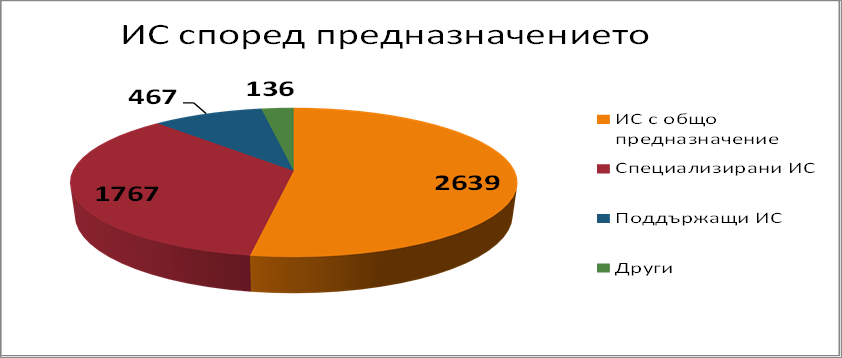 ИС според предназначението
467
136
1767
2639
ИС с общо
предназначение
Специализирани ИС
Поддържащи ИС
Други